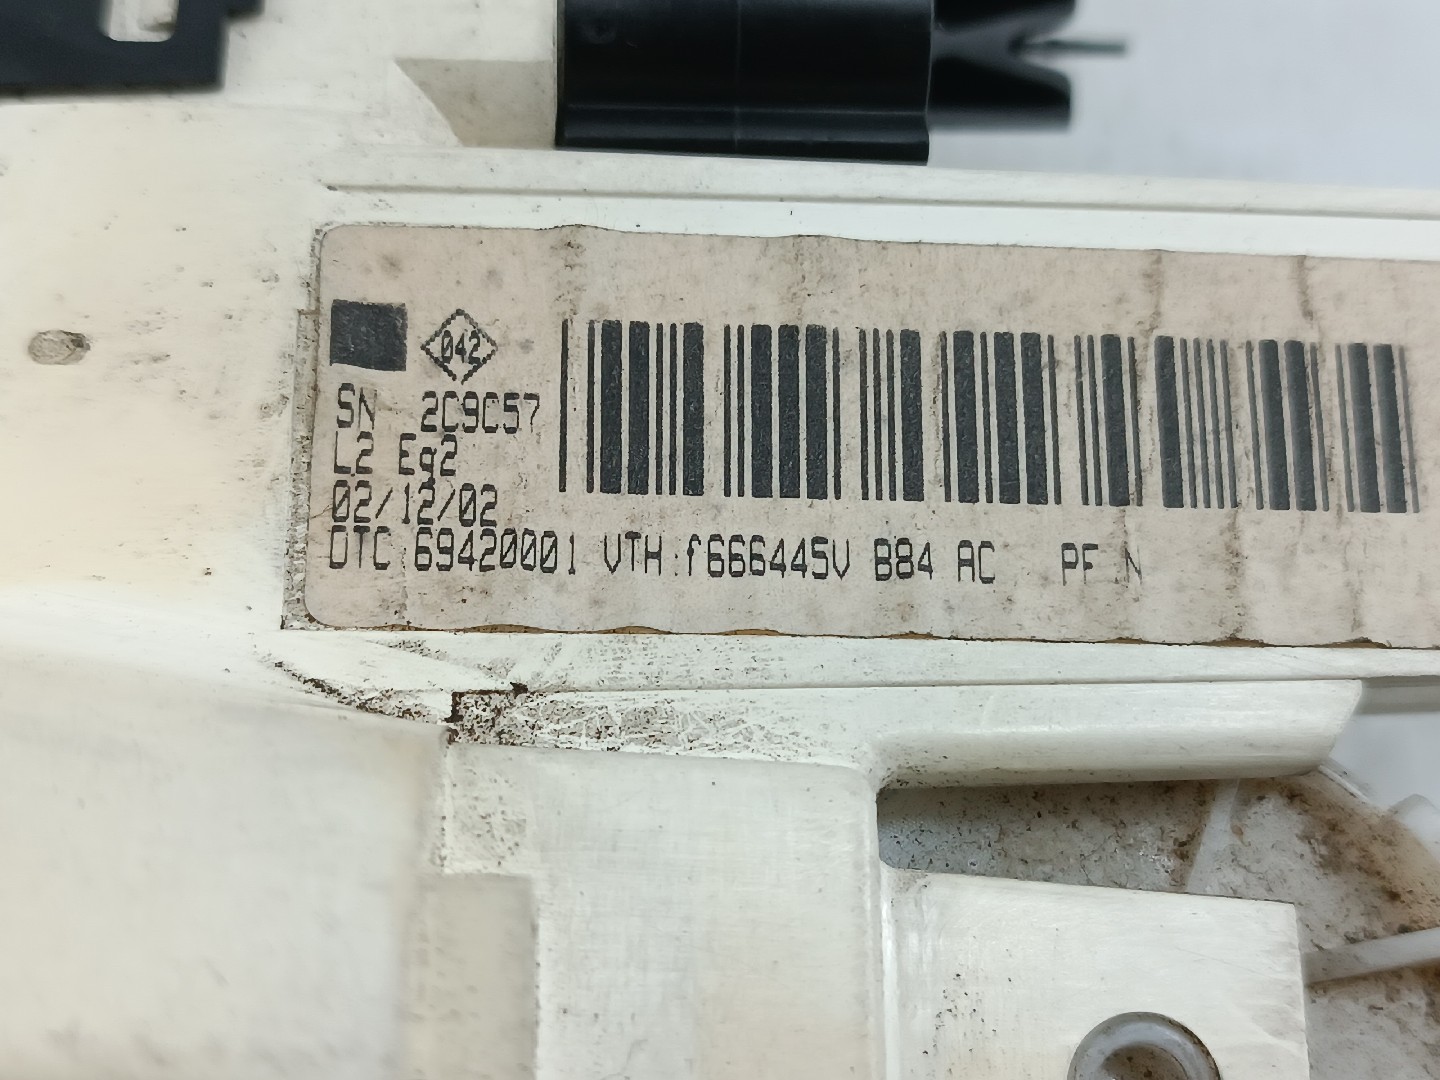 042
SN 2C9C57
L2 Eg2
02/12/02
DTC 69420001 VTH:f666445V B84 AC PF N